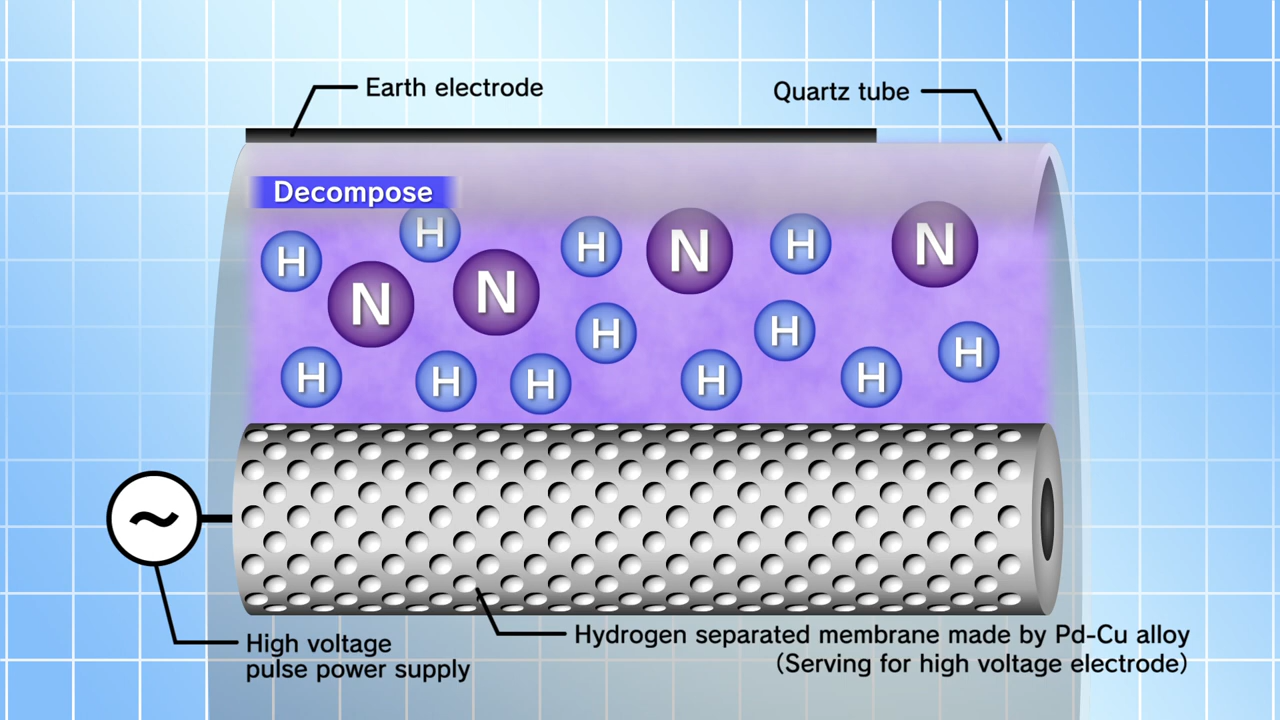 Earth electrode
Quartz tube
Decompose
H
H
H
N
H
N
N
N
H
H
H
H
H
H
H
H
~
High voltage
pulse power supply
Hydrogen separated membrane made by Pd-Cu alloy
(Serving for high voltage electrode)